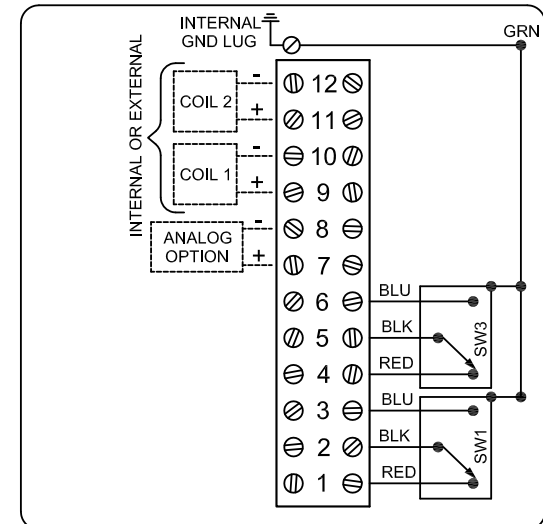 INTERNAL
GND LUG
GRN
INTERNAL OR EXTERNAL
COIL 2
-
+
12
11
COIL 1
-
+
10
9
ANALOG
OPTION
-
+
8
7
6
BLU
5
BLK
4
RED
SW3
3
BLU
2
BLK
1
RED
SW1